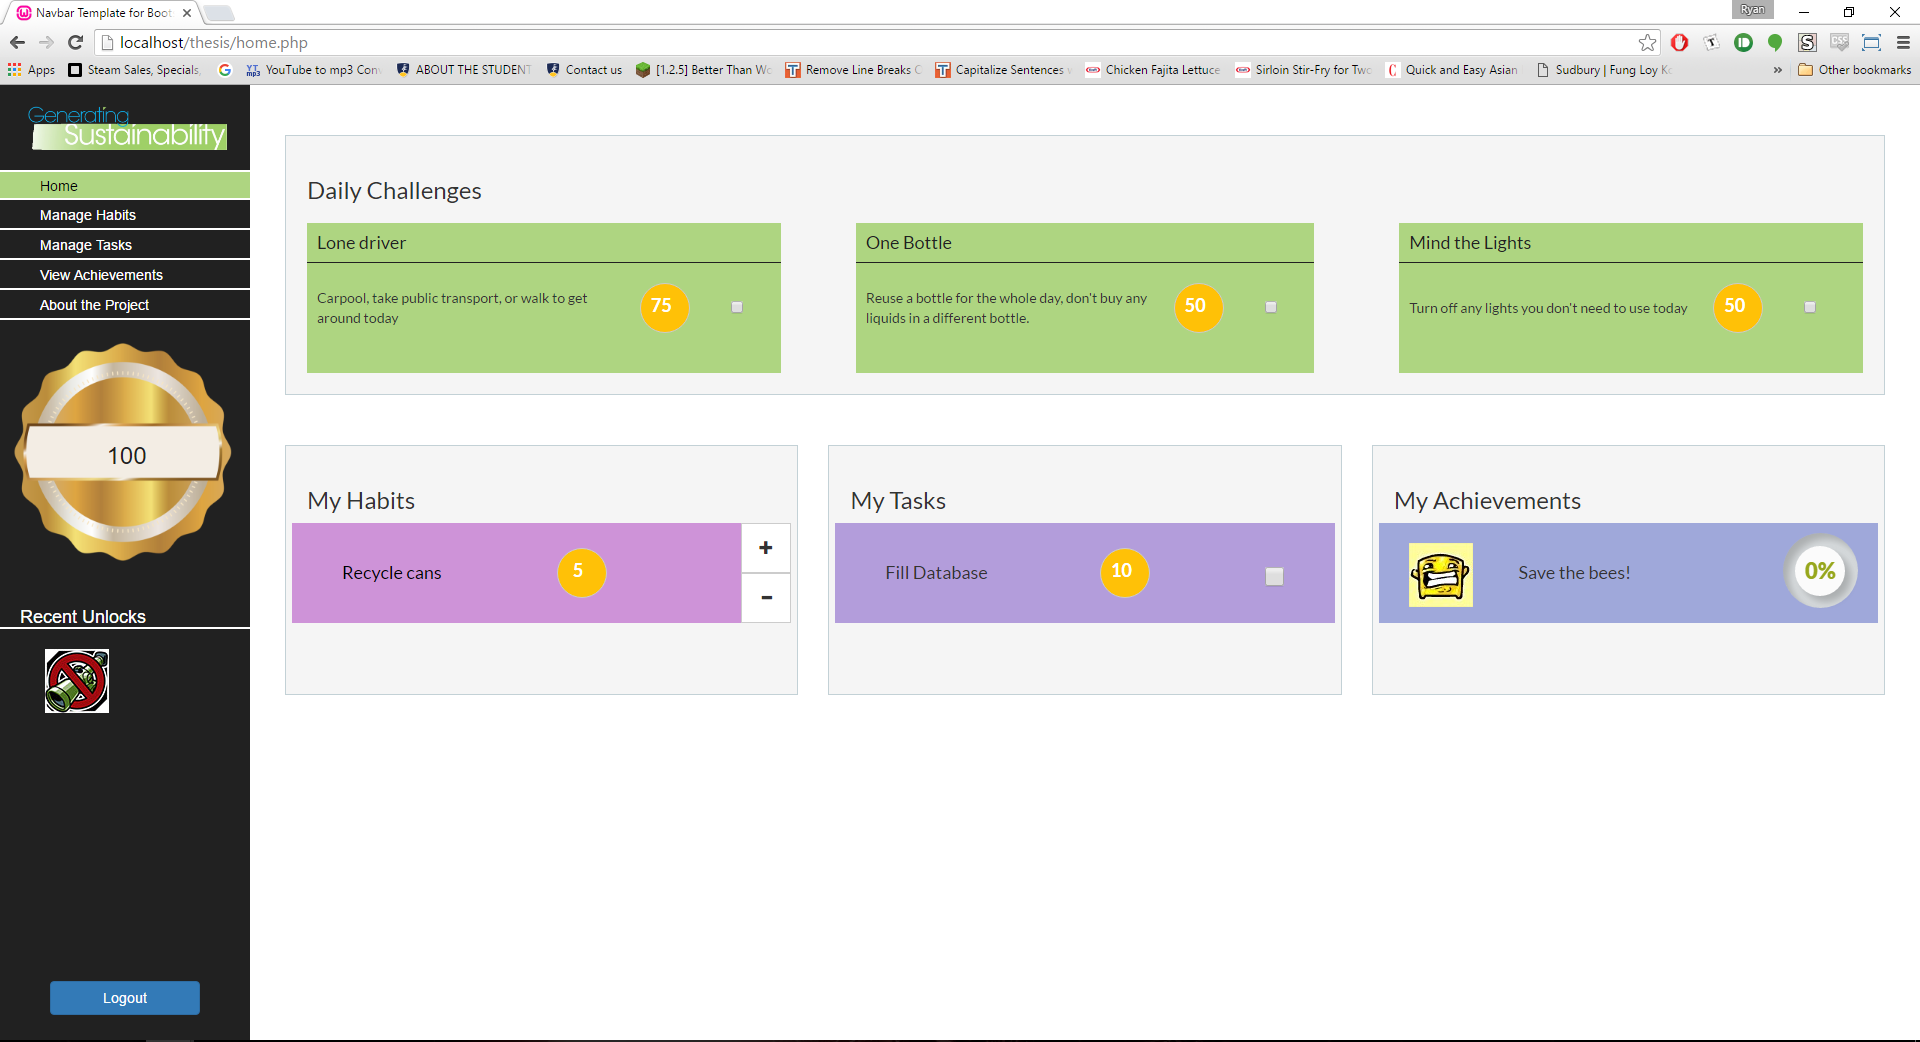 Navbar Template for Boot
Ryan
localhost/thesis/home.php
Apps
Steam Sales, Specials,
YouTube to mp3 Con
ABOUT THE STUDENT
Contact us
[1.2.5] Better Than Wo
Remove Line Breaks C
Capitalize Sentences
Chicken Fajita Lettuce
Sirloin Stir-Fry for Two
Quick and Easy Asian
Sudbury | Fung Loy Ko
» Other bookmarks
Generating
Sustainability
Home
Manage Habits
Manage Tasks
View Achievements
About the Project
100
Recent Unlocks
Logout
Daily Challenges
Lone driver
Carpool, take public transport, or walk to get
around today
75
One Bottle
Reuse a bottle for the whole day, don't buy any
liquids in a different bottle.
50
Mind the Lights
Turn off any lights you don't need to use today
50
My Habits
Recycle cans
5
+
-
My Tasks
Fill Database
10
My Achievements
Save the bees!
0%